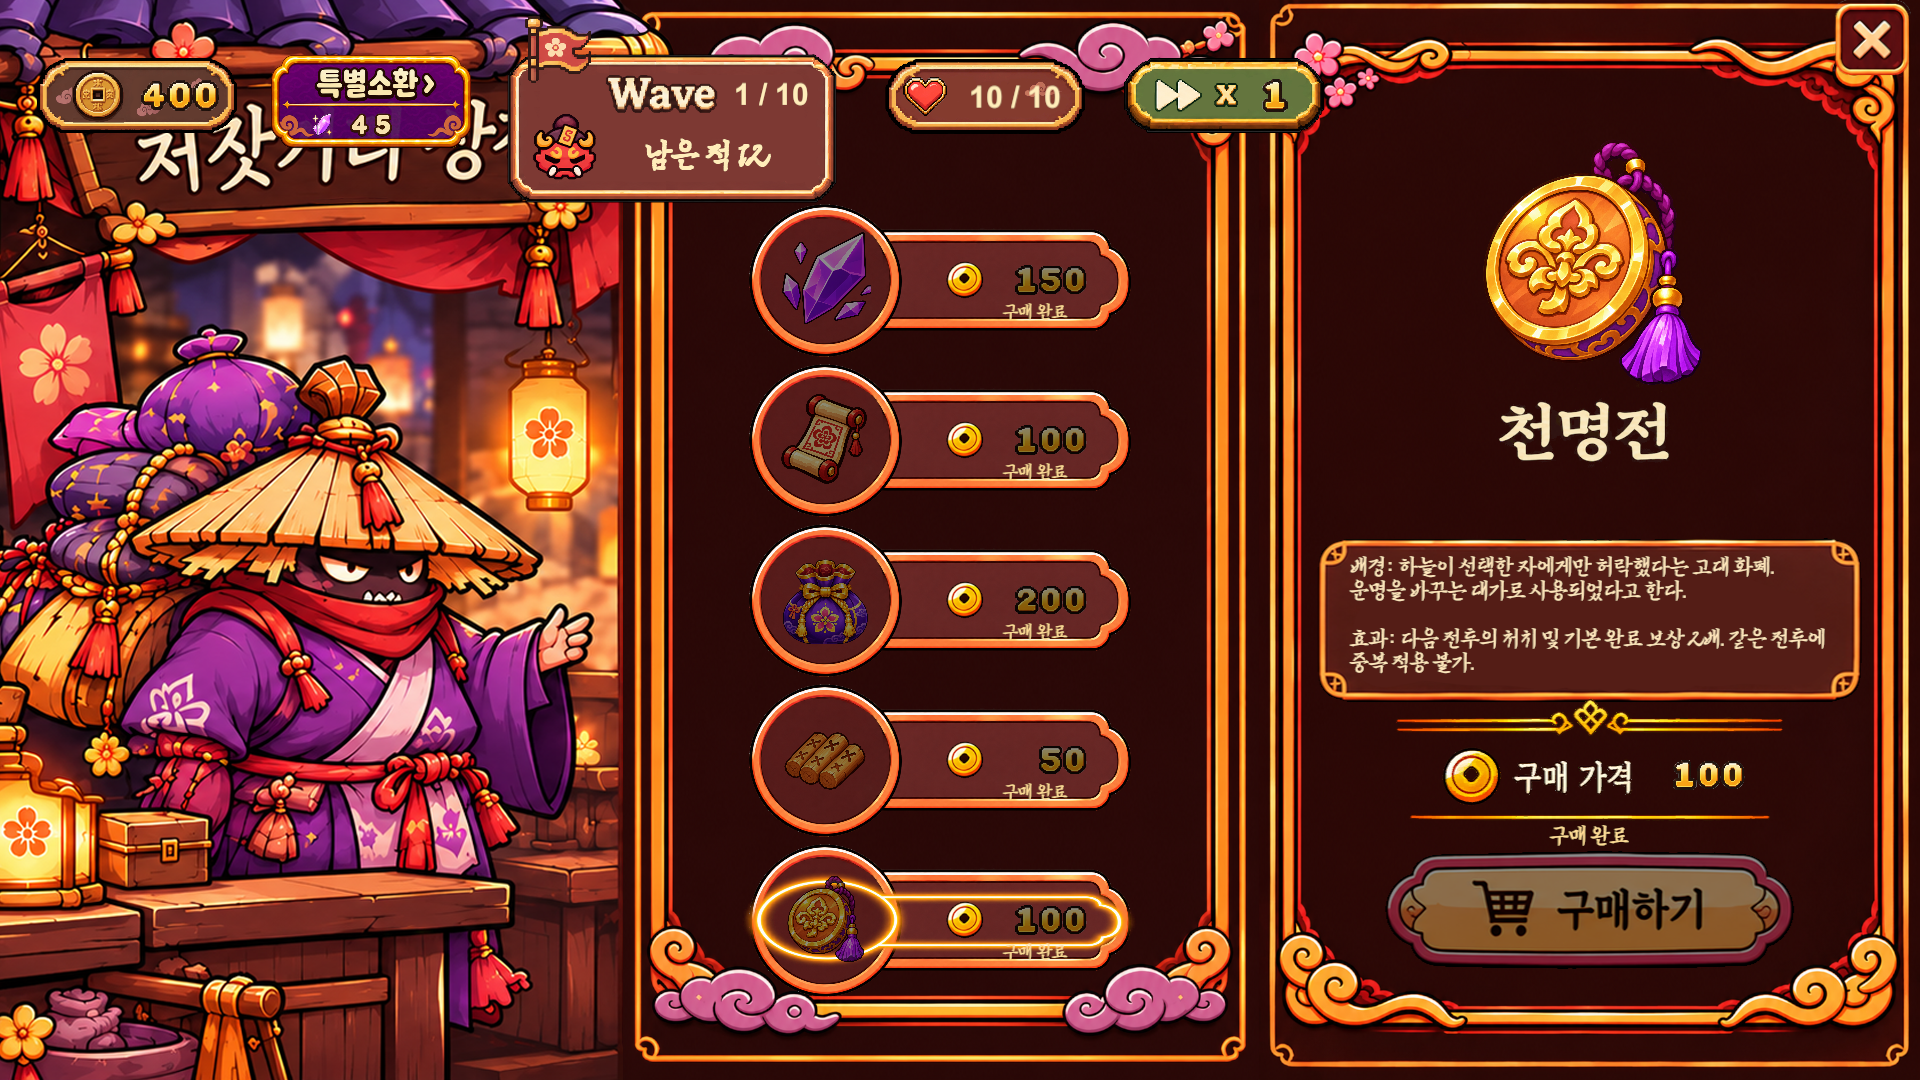 400
특별소환 >
45
Wave 1 / 10
남은 적 12
10 / 10
x 1
저잣거리
150
구매 완료
100
구매 완료
200
구매 완료
50
구매 완료
100
구매 완료
천명전
배경: 하늘이 선택한 자에게만 허락했다는 고대 화폐.
운명을 바꾸는 대가로 사용되었다고 한다.
효과: 다음 전투의 처치 및 기본 완료 보상 2배. 같은 전투에
중복 적용 불가.
구매 가격 100
구매 완료
구매하기